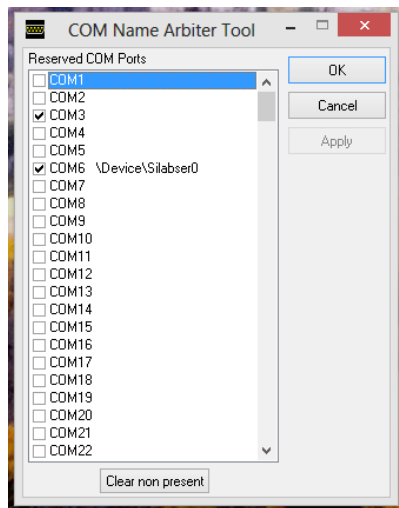 COM Name Arbiter Tool
Reserved COM Ports
COM1
COM2
COM3
COM4
COM5
COM6 \Device\Silabser0
COM7
COM8
COM9
COM10
COM11
COM12
COM13
COM14
COM15
COM16
COM17
COM18
COM19
COM20
COM21
COM22
OK
Cancel
Apply
Clear non present